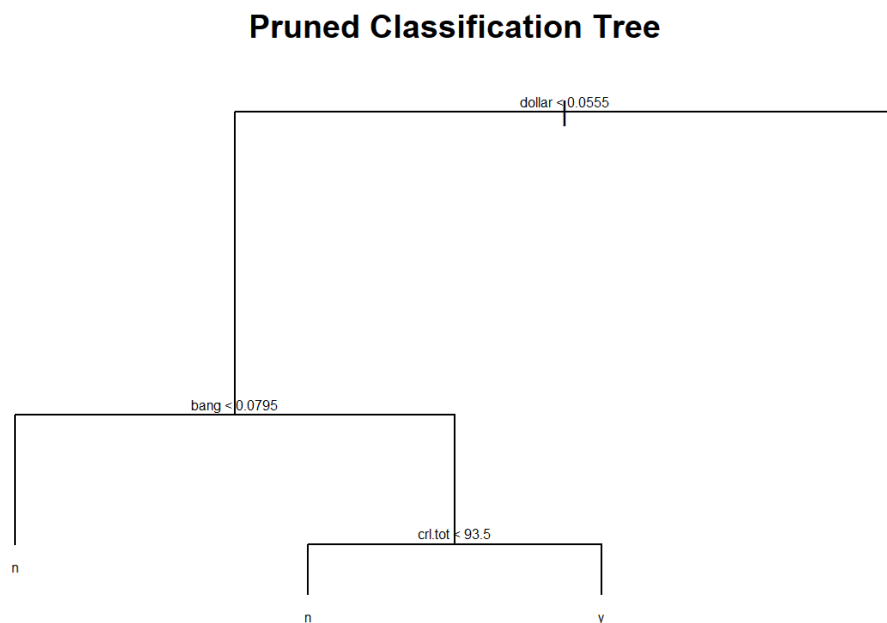 Pruned Classification Tree
dollar < 0.0555
bang < 0.0795
crl.tot < 93.5
n
n
y